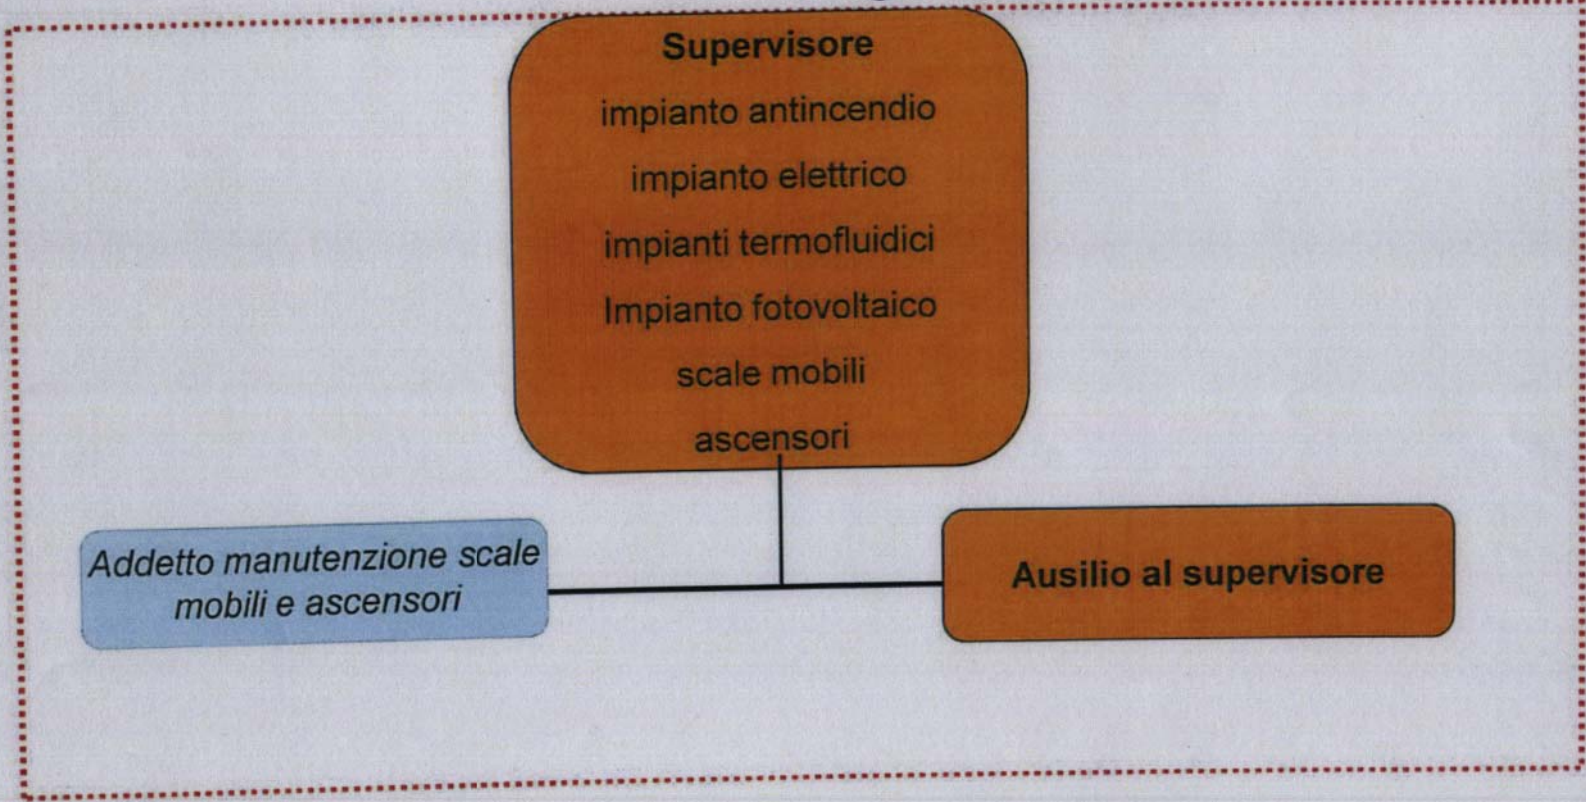 Supervisore
impianto antincendio
impianto elettrico
impianti termofluidici
Impianto fotovoltaico
scale mobili
ascensori
Addetto manutenzione scale
mobili e ascensori
Ausilio al supervisore